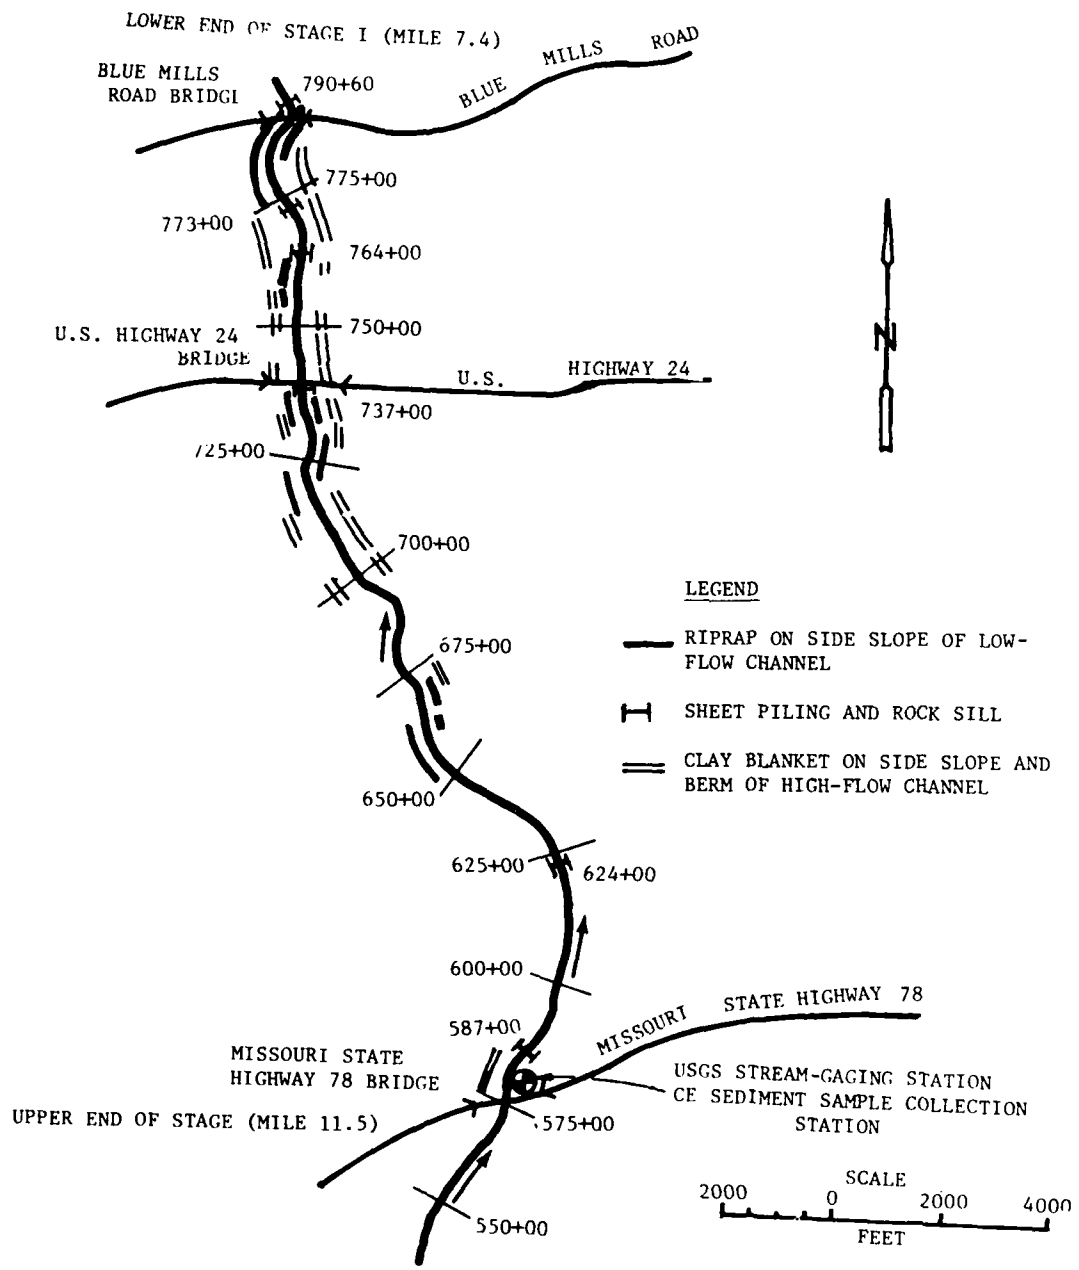 LOWER END OF STAGE I (MILE 7.4)
BLUE MILLS ROAD
BLUE MILLS
ROAD BRIDGE
790+60
775+00
773+00
764+00
750+00
U.S. HIGHWAY 24
BRIDGE
U.S. HIGHWAY 24
737+00
725+00
700+00
N
LEGEND
RIPRAP ON SIDE SLOPE OF LOW-
FLOW CHANNEL
SHEET PILING AND ROCK SILL
CLAY BLANKET ON SIDE SLOPE AND
BERM OF HIGH-FLOW CHANNEL
675+00
650+00
625+00
624+00
600+00
587+00
MISSOURI STATE HIGHWAY 78
MISSOURI STATE
HIGHWAY 78 BRIDGE
USGS STREAM-GAGING STATION
CE SEDIMENT SAMPLE COLLECTION
STATION
UPPER END OF STAGE (MILE 11.5)
575+00
550+00
SCALE
2000 0 2000 4000
FEET